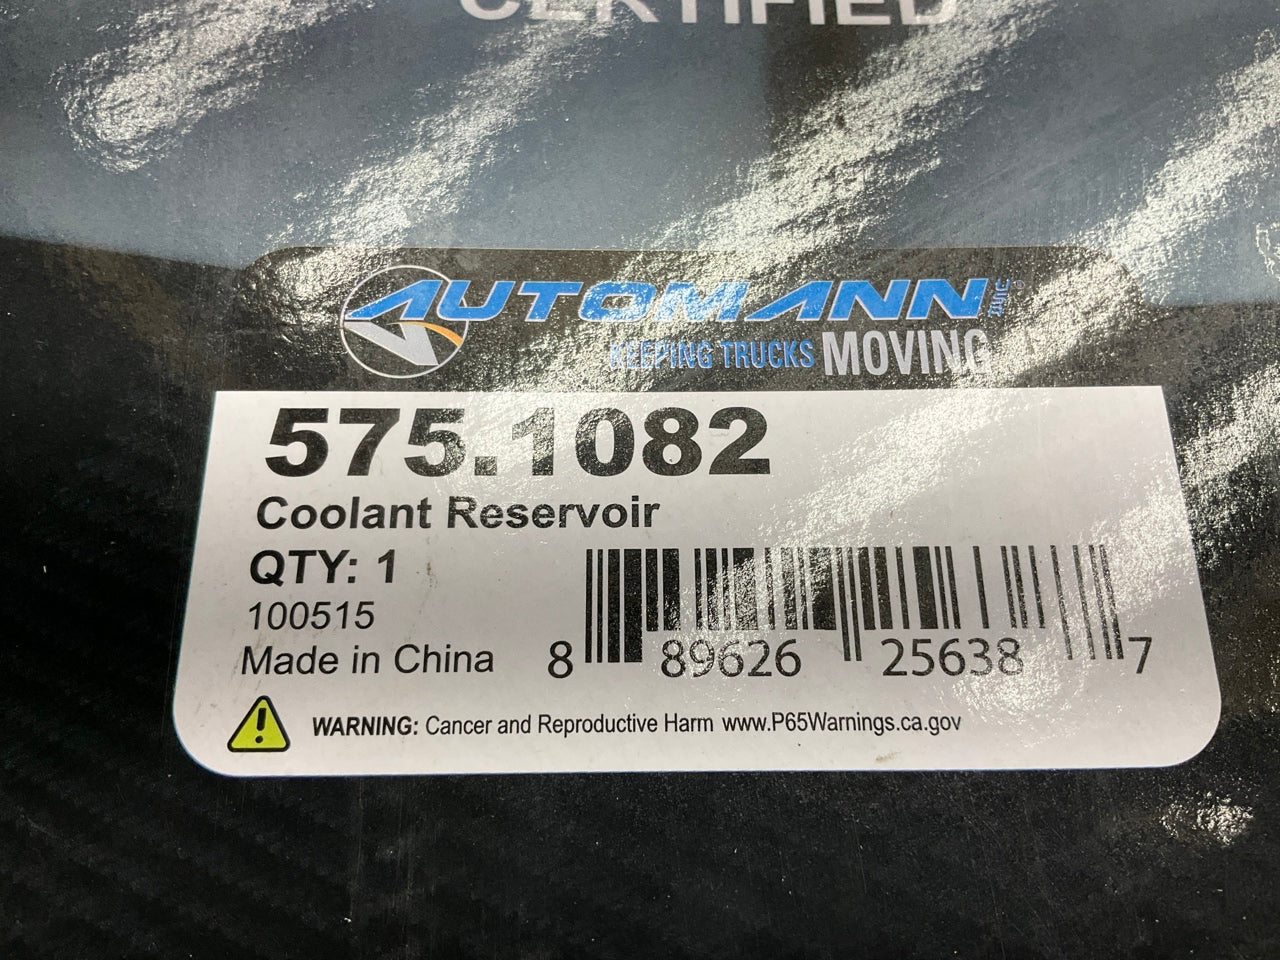 CERTIFIED
AUTOMANN INC.
KEEPING TRUCKS MOVING
575.1082
Coolant Reservoir
QTY: 1
100515
Made in China
8 89626 25638 7
WARNING: Cancer and Reproductive Harm www.P65Warnings.ca.gov